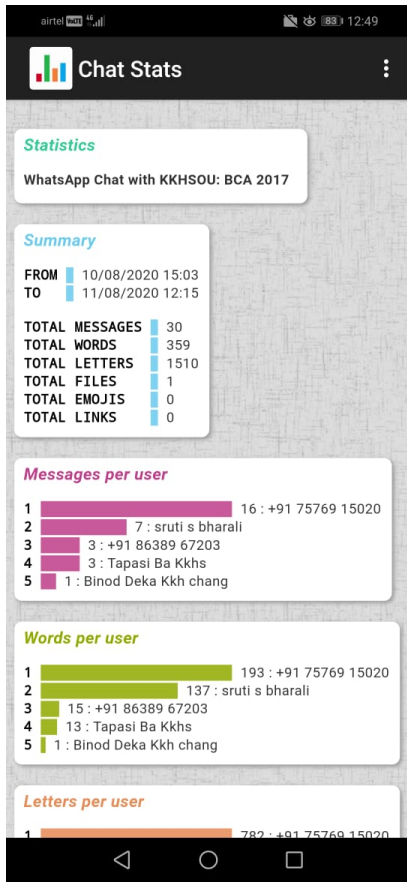 airtel VoLTE 4G 83 12:49
Chat Stats
Statistics
WhatsApp Chat with KKHSOU: BCA 2017
Summary
FROM 10/08/2020 15:03
TO 11/08/2020 12:15
TOTAL MESSAGES 30
TOTAL WORDS 359
TOTAL LETTERS 1510
TOTAL FILES 1
TOTAL EMOJIS 0
TOTAL LINKS 0
Messages per user
1 16 : +91 75769 15020
2 7 : sruti s bharali
3 3 : +91 86389 67203
4 3 : Tapasi Ba Kkhs
5 1 : Binod Deka Kkh chang
Words per user
1 193 : +91 75769 15020
2 137 : sruti s bharali
3 15 : +91 86389 67203
4 13 : Tapasi Ba Kkhs
5 1 : Binod Deka Kkh chang
Letters per user
1 782 : +91 75769 15020